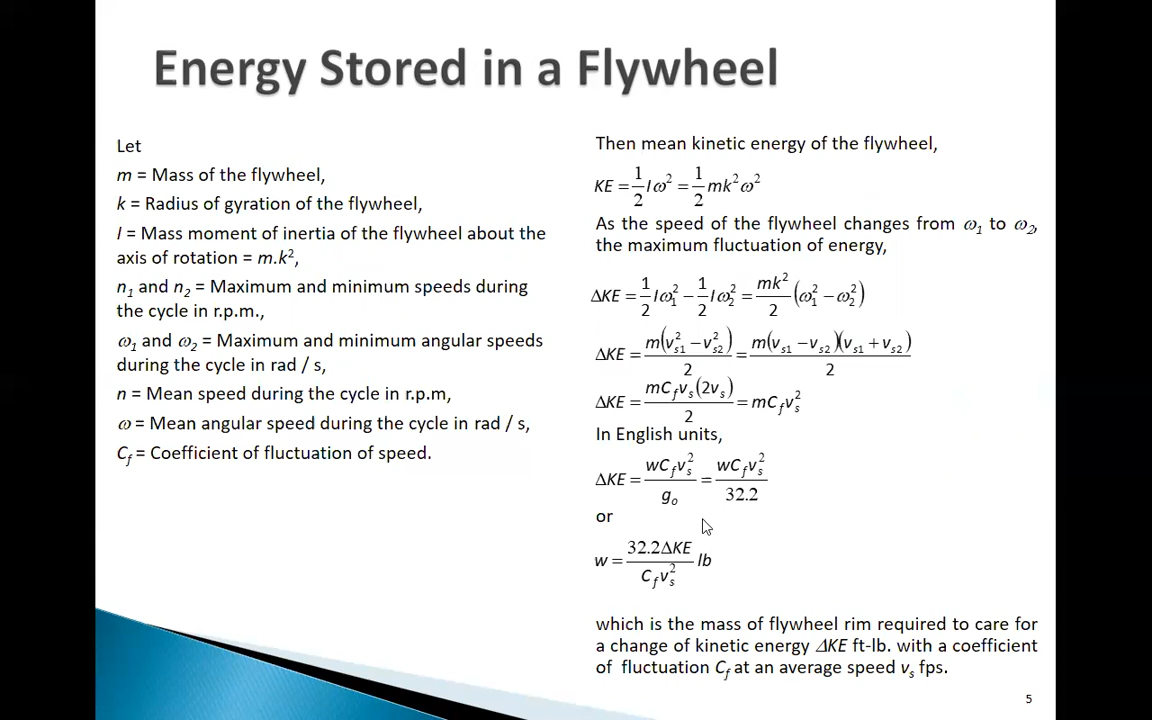 Energy Stored in a Flywheel
Let
m = Mass of the flywheel,
k = Radius of gyration of the flywheel,
I = Mass moment of inertia of the flywheel about the
axis of rotation = m.k²,
n₁ and n₂ = Maximum and minimum speeds during
the cycle in r.p.m.,
ω₁ and ω₂ = Maximum and minimum angular speeds
during the cycle in rad / s,
n = Mean speed during the cycle in r.p.m,
ω = Mean angular speed during the cycle in rad / s,
C_f = Coefficient of fluctuation of speed.
Then mean kinetic energy of the flywheel,
KE = 1/2 Iω² = 1/2 mk²ω²
As the speed of the flywheel changes from ω₁ to ω₂,
the maximum fluctuation of energy,
ΔKE = 1/2 Iω₁² − 1/2 Iω₂² = mk²/2 (ω₁² − ω₂²)
ΔKE = m(v_s1² − v_s2²)/2 = m(v_s1 − v_s2)(v_s1 + v_s2)/2
ΔKE = mC_f v_s(2v_s)/2 = mC_f v_s²
In English units,
ΔKE = wC_f v_s²/g_o = wC_f v_s²/32.2
or
w = 32.2ΔKE/C_f v_s² lb
which is the mass of flywheel rim required to care for
a change of kinetic energy ΔKE ft-lb. with a coefficient
of fluctuation C_f at an average speed v_s fps.
5